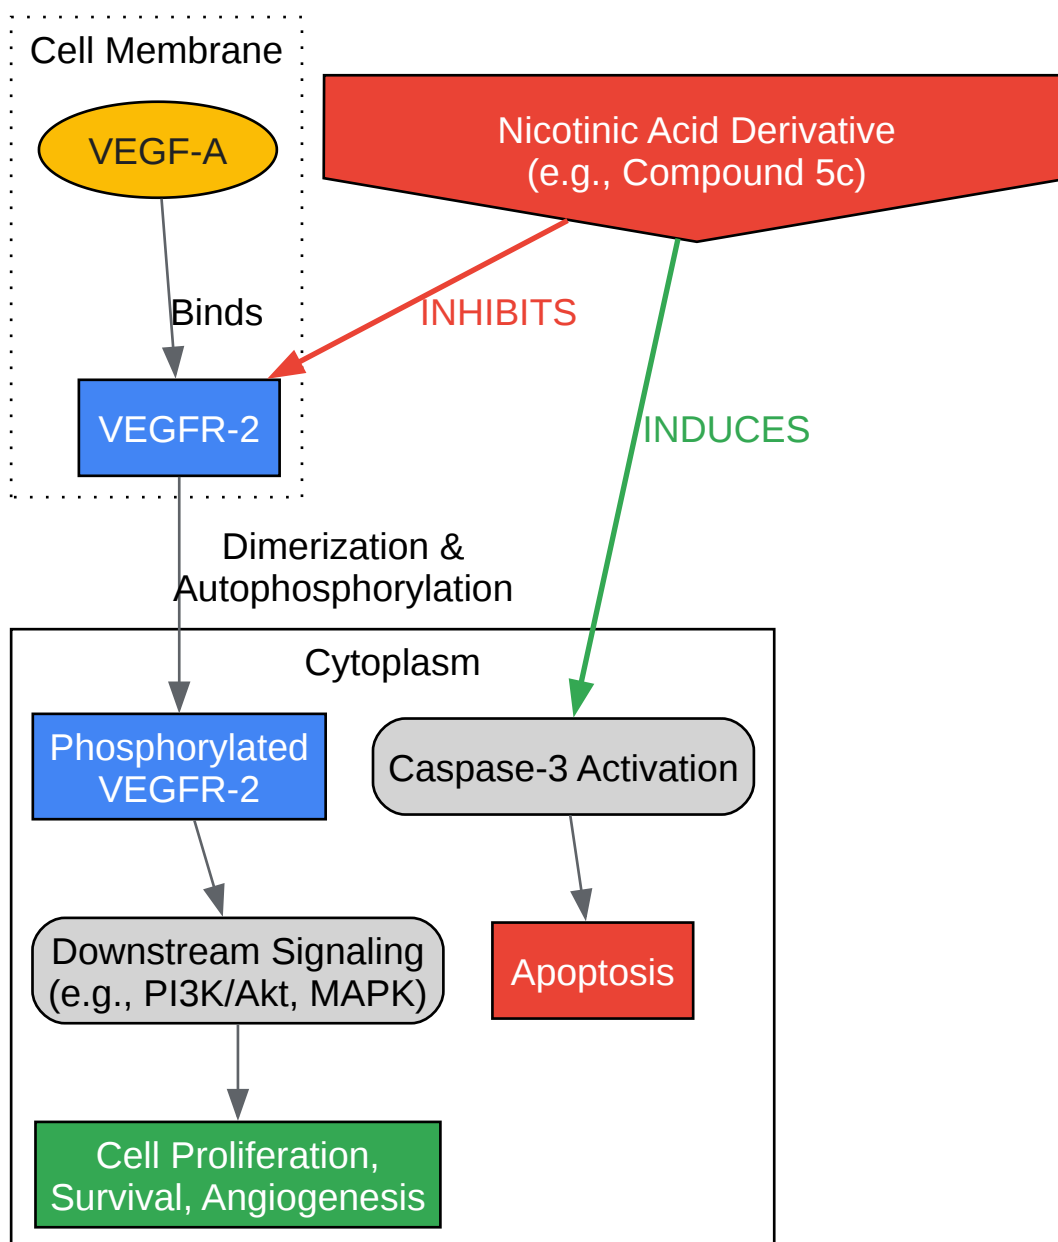 Cell Membrane
VEGF-A
Nicotinic Acid Derivative
(e.g., Compound 5c)
Binds
INHIBITS
VEGFR-2
INDUCES
Dimerization &
Autophosphorylation
Cytoplasm
Phosphorylated
VEGFR-2
Caspase-3 Activation
Downstream Signaling
(e.g., PI3K/Akt, MAPK)
Apoptosis
Cell Proliferation,
Survival, Angiogenesis